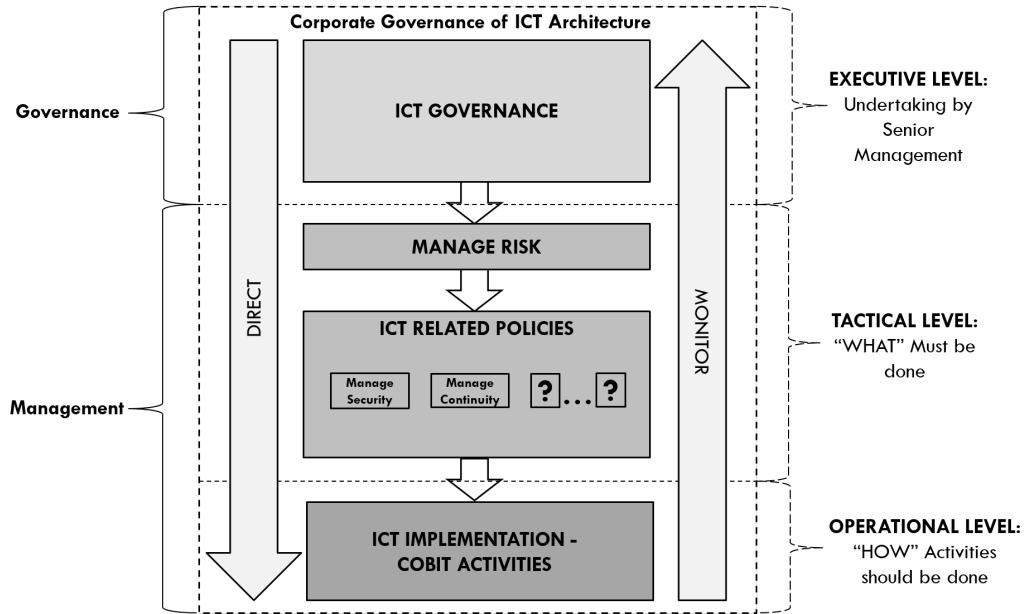 Corporate Governance of ICT Architecture
Governance
ICT GOVERNANCE
EXECUTIVE LEVEL:
Undertaking by
Senior
Management
MANAGE RISK
DIRECT
MONITOR
ICT RELATED POLICIES
Manage
Security
Manage
Continuity
? ... ?
TACTICAL LEVEL:
“WHAT” Must be
done
Management
ICT IMPLEMENTATION -
COBIT ACTIVITIES
OPERATIONAL LEVEL:
“HOW” Activities
should be done